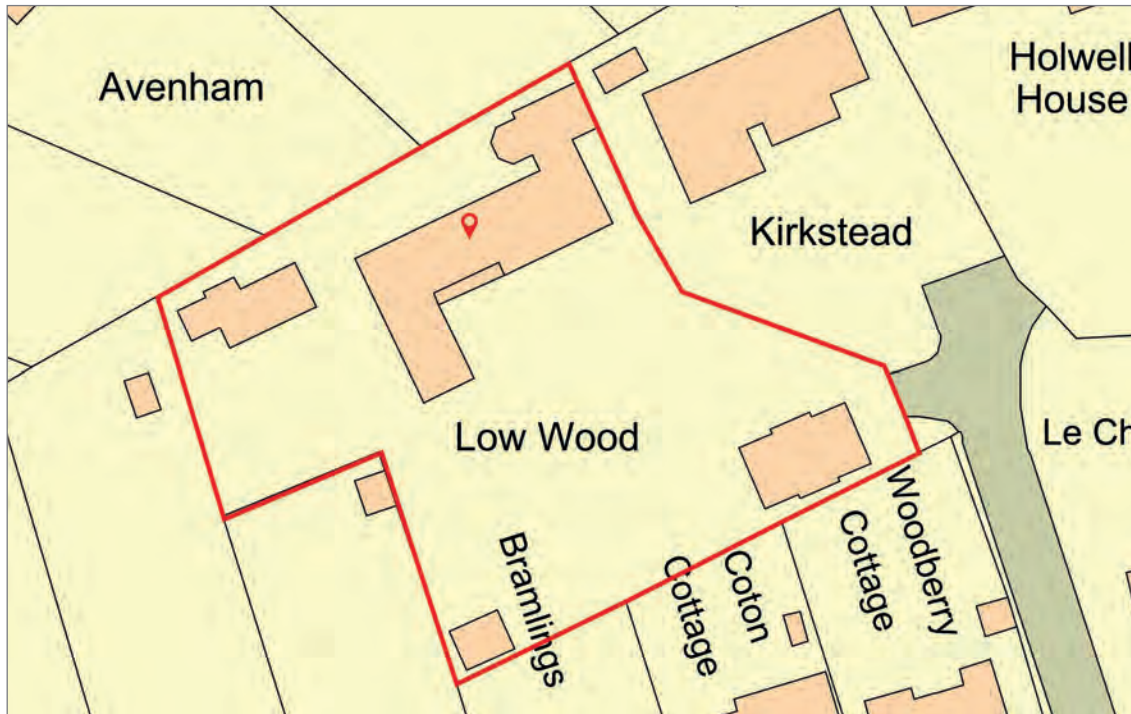 Avenham
Holwell
House
Kirkstead
Low Wood
Le Ch
Bramlings
Coton
Cottage
Woodberry
Cottage